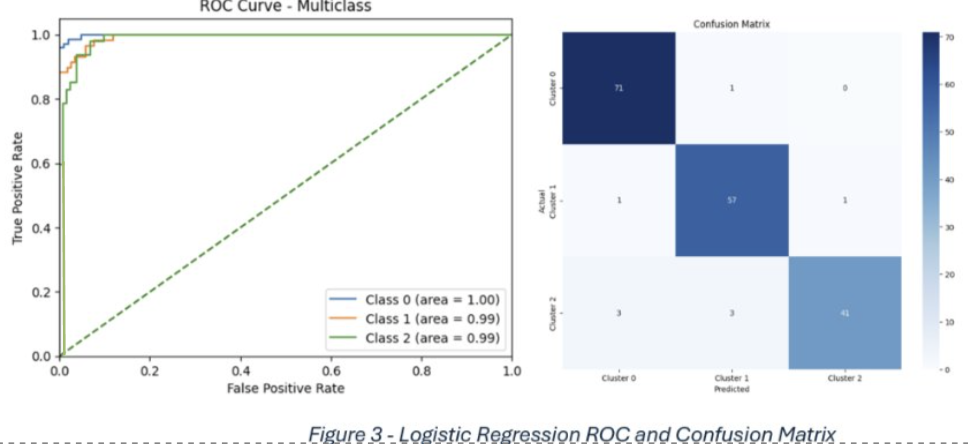 ROC Curve - Multiclass
1.0
0.8
0.6
0.4
0.2
0.0
True Positive Rate
Class 0 (area = 1.00)
Class 1 (area = 0.99)
Class 2 (area = 0.99)
0.0 0.2 0.4 0.6 0.8 1.0
False Positive Rate
Confusion Matrix
Actual
Cluster 0
71 1 0
Cluster 1
1 57 1
Cluster 2
3 3 41
Cluster 0 Cluster 1 Cluster 2
Predicted
70
60
50
40
30
20
10
0
Figure 3 - Logistic Regression ROC and Confusion Matrix